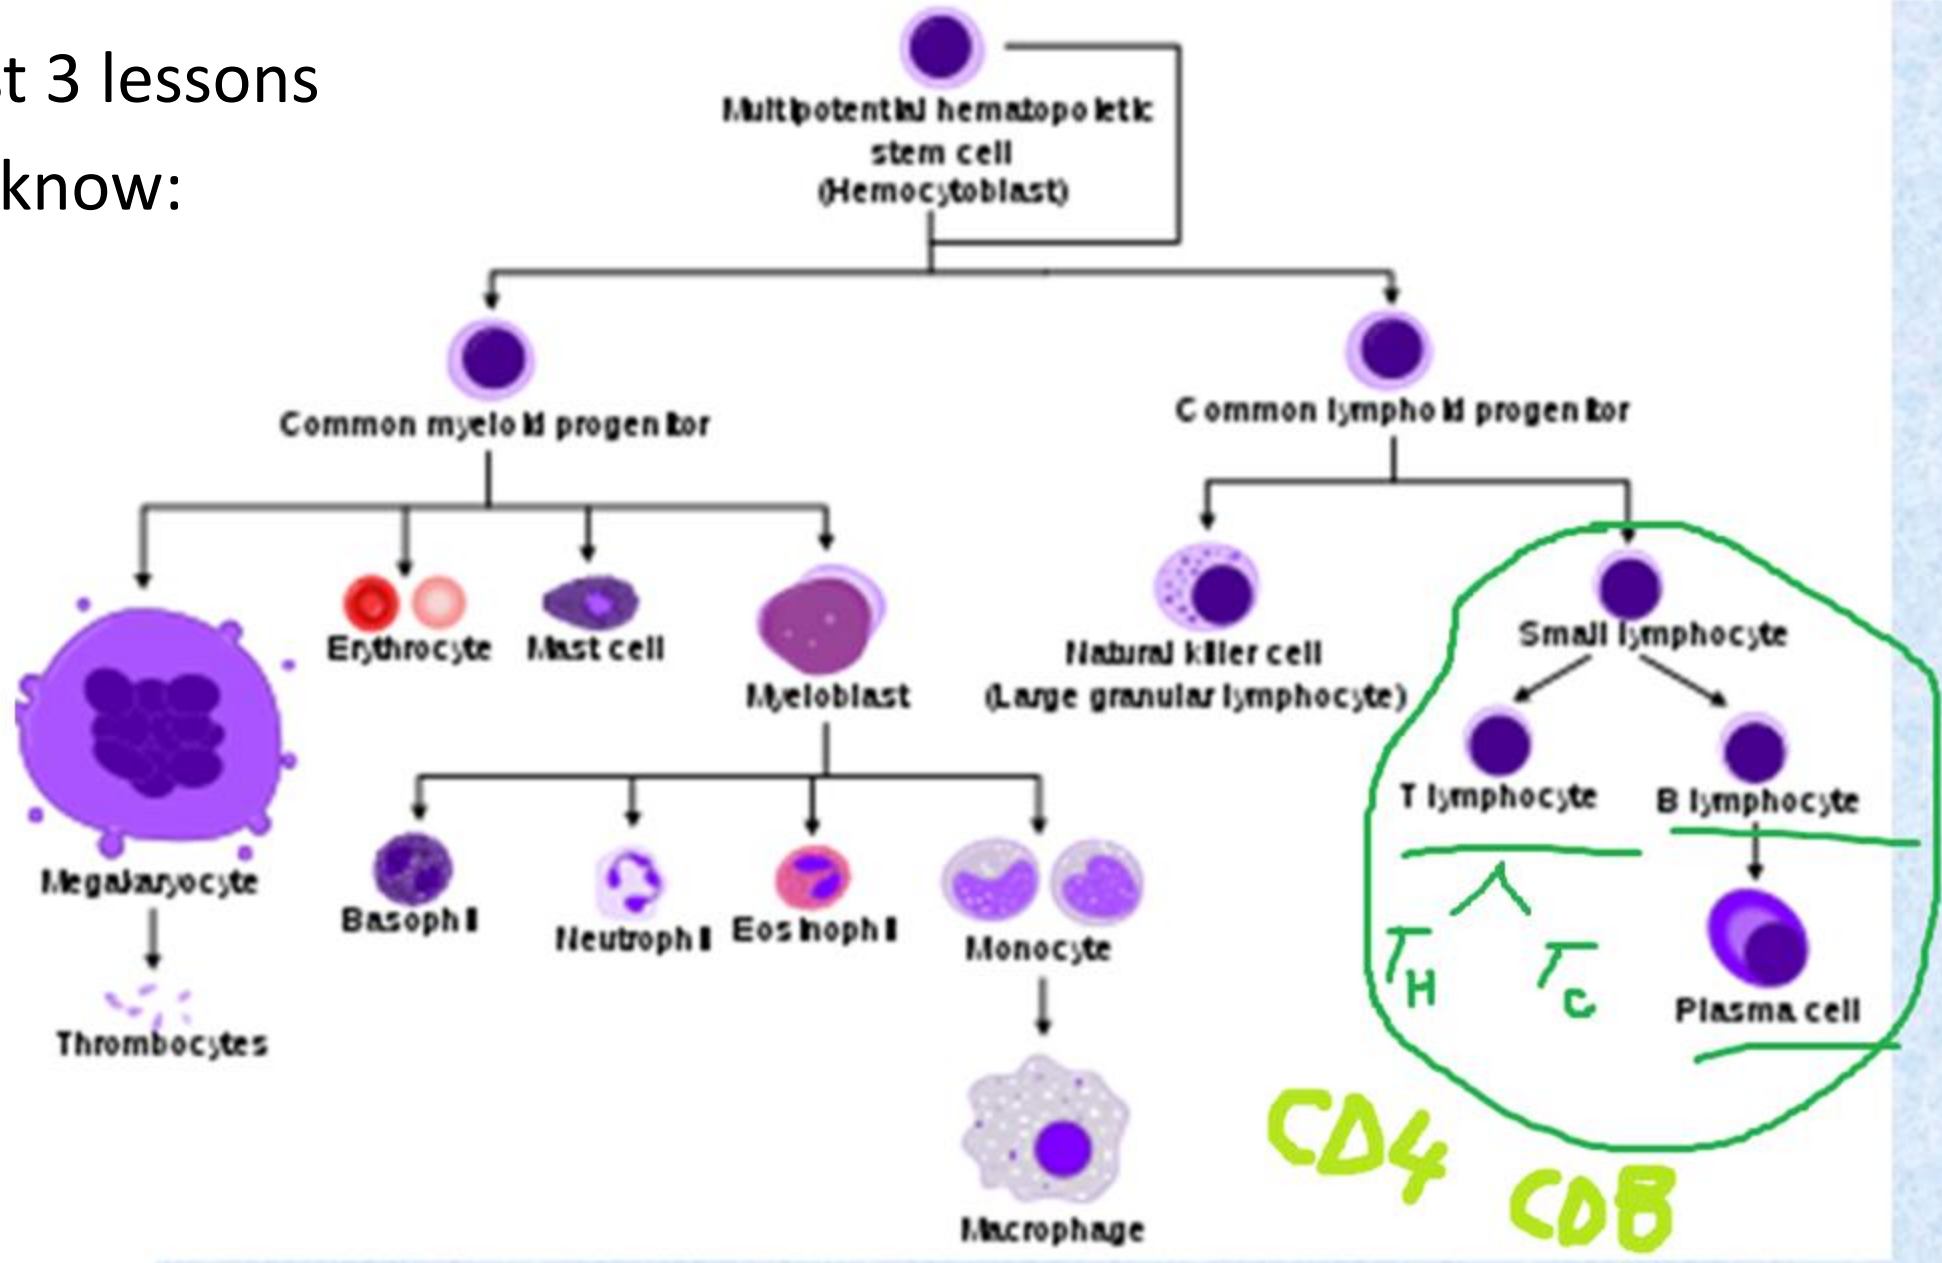 t 3 lessons
know:
Multipotential hematopoietic
stem cell
(Hemocytoblast)
Common myeloid progenitor
Common lymphoid progenitor
Erythrocyte
Mast cell
Myeloblast
Natural killer cell
(Large granular lymphocyte)
Small lymphocyte
T lymphocyte
B lymphocyte
Megakaryocyte
Basophil
Neutrophil
Eosinophil
Monocyte
TH
TC
Plasma cell
Thrombocytes
Macrophage
CD4
CD8